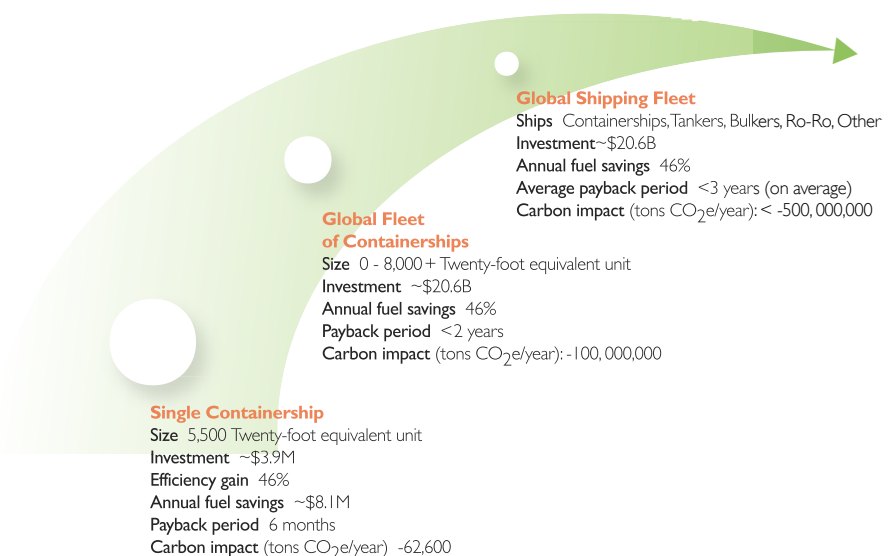 Global Shipping Fleet
Ships Containerships,Tankers, Bulkers, Ro-Ro, Other
Investment~$20.6B
Annual fuel savings 46%
Average payback period <3 years (on average)
Carbon impact (tons CO2e/year): < -500, 000,000
Global Fleet
of Containerships
Size 0 - 8,000 + Twenty-foot equivalent unit
Investment ~$20.6B
Annual fuel savings 46%
Payback period <2 years
Carbon impact (tons CO2e/year): -100, 000,000
Single Containership
Size 5,500 Twenty-foot equivalent unit
Investment ~$3.9M
Efficiency gain 46%
Annual fuel savings ~$8.1M
Payback period 6 months
Carbon impact (tons CO2e/year) -62,600